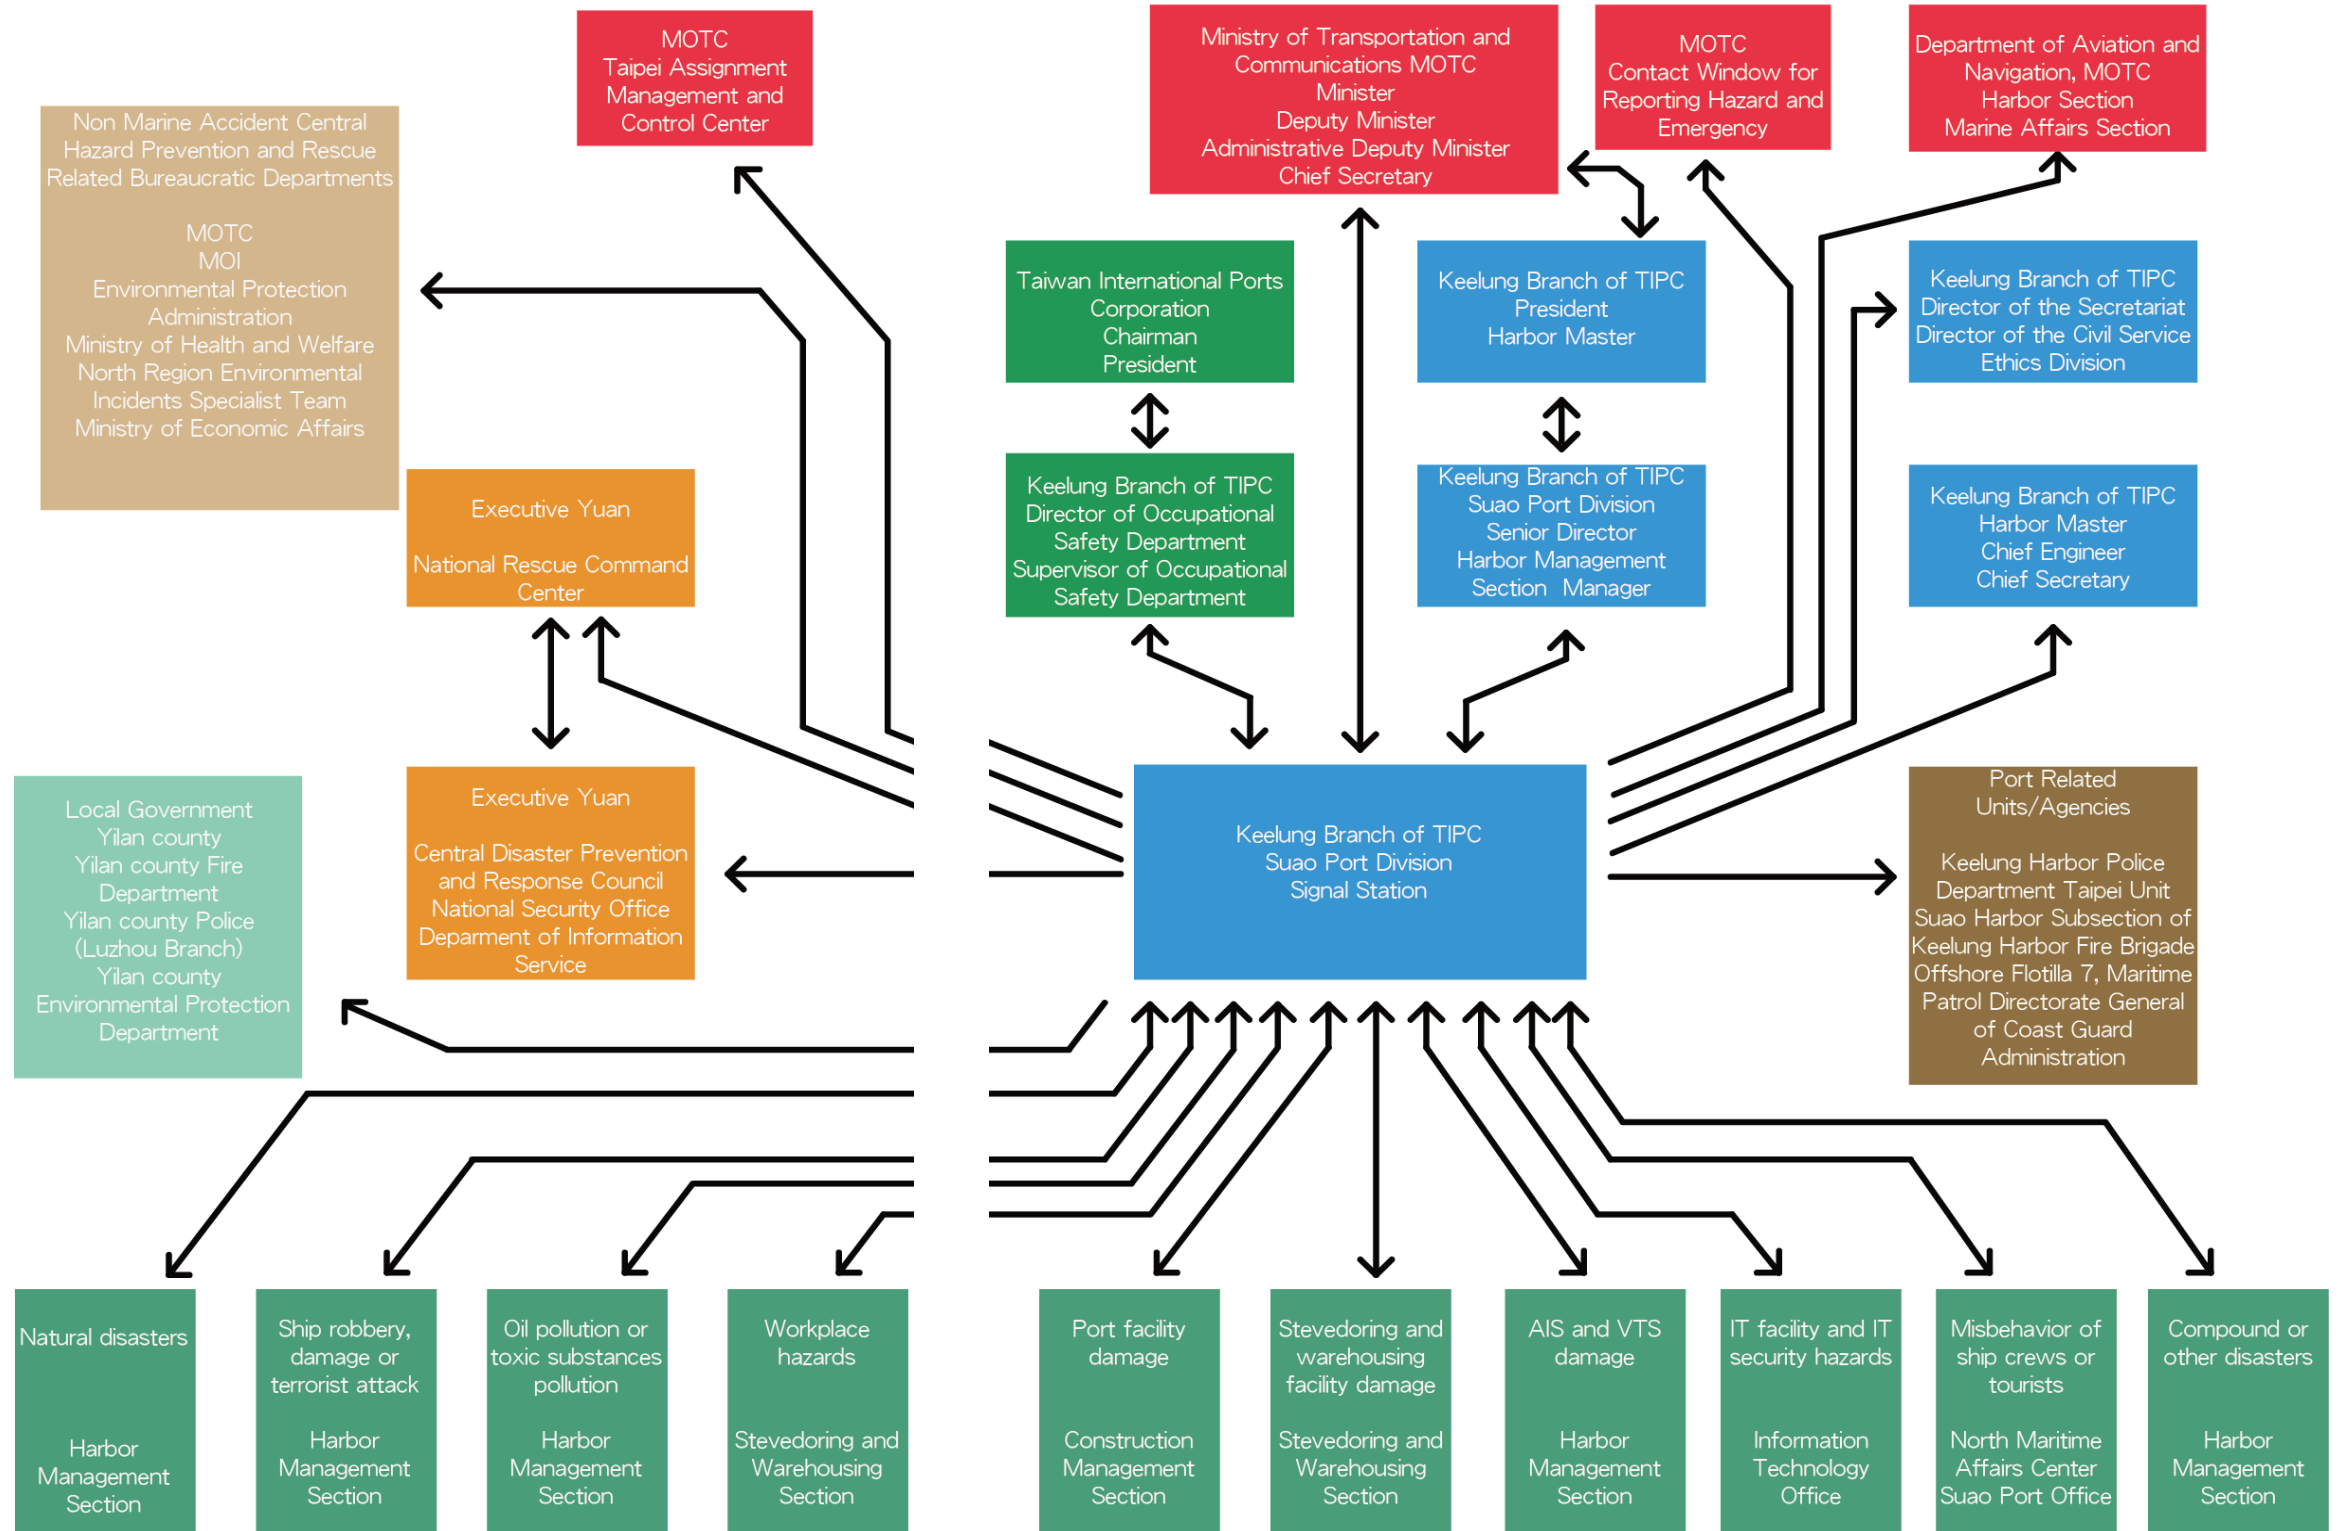 MOTC
Taipei Assignment
Management and
Control Center
Ministry of Transportation and
Communications MOTC
Minister
Deputy Minister
Administrative Deputy Minister
Chief Secretary
MOTC
Contact Window for
Reporting Hazard and
Emergency
Department of Aviation and
Navigation, MOTC
Harbor Section
Marine Affairs Section
Non Marine Accident Central
Hazard Prevention and Rescue
Related Bureaucratic Departments
MOTC
MOI
Environmental Protection
Administration
Ministry of Health and Welfare
North Region Environmental
Incidents Specialist Team
Ministry of Economic Affairs
Taiwan International Ports
Corporation
Chairman
President
Keelung Branch of TIPC
President
Harbor Master
Keelung Branch of TIPC
Director of the Secretariat
Director of the Civil Service
Ethics Division
Executive Yuan
National Rescue Command
Center
Keelung Branch of TIPC
Director of Occupational
Safety Department
Supervisor of Occupational
Safety Department
Keelung Branch of TIPC
Suao Port Division
Senior Director
Harbor Management
Section Manager
Keelung Branch of TIPC
Harbor Master
Chief Engineer
Chief Secretary
Local Government
Yilan county
Yilan county Fire
Department
Yilan county Police
(Luzhou Branch)
Yilan county
Environmental Protection
Department
Executive Yuan
Central Disaster Prevention
and Response Council
National Security Office
Deparment of Information
Service
Keelung Branch of TIPC
Suao Port Division
Signal Station
Port Related
Units/Agencies
Keelung Harbor Police
Department Taipei Unit
Suao Harbor Subsection of
Keelung Harbor Fire Brigade
Offshore Flotilla 7, Maritime
Patrol Directorate General
of Coast Guard
Administration
Natural disasters
Harbor
Management
Section
Ship robbery,
damage or
terrorist attack
Harbor
Management
Section
Oil pollution or
toxic substances
pollution
Harbor
Management
Section
Workplace
hazards
Stevedoring and
Warehousing
Section
Port facility
damage
Construction
Management
Section
Stevedoring and
warehousing
facility damage
Stevedoring and
Warehousing
Section
AIS and VTS
damage
Harbor
Management
Section
IT facility and IT
security hazards
Information
Technology
Office
Misbehavior of
ship crews or
tourists
North Maritime
Affairs Center
Suao Port Office
Compound or
other disasters
Harbor
Management
Section